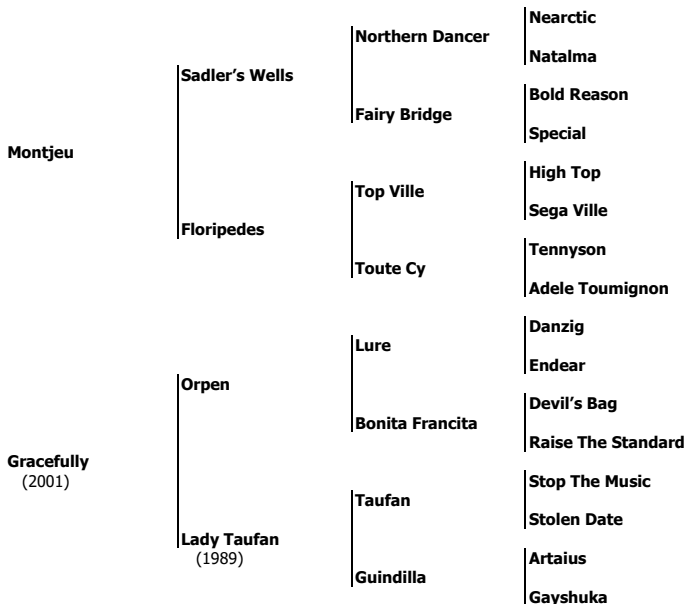 Montjeu
Sadler's Wells
Northern Dancer
Nearctic
Natalma
Fairy Bridge
Bold Reason
Special
Floripedes
Top Ville
High Top
Sega Ville
Toute Cy
Tennyson
Adele Toumignon
Gracefully
(2001)
Orpen
Lure
Danzig
Endear
Bonita Francita
Devil's Bag
Raise The Standard
Lady Taufan
(1989)
Taufan
Stop The Music
Stolen Date
Guindilla
Artaius
Gayshuka